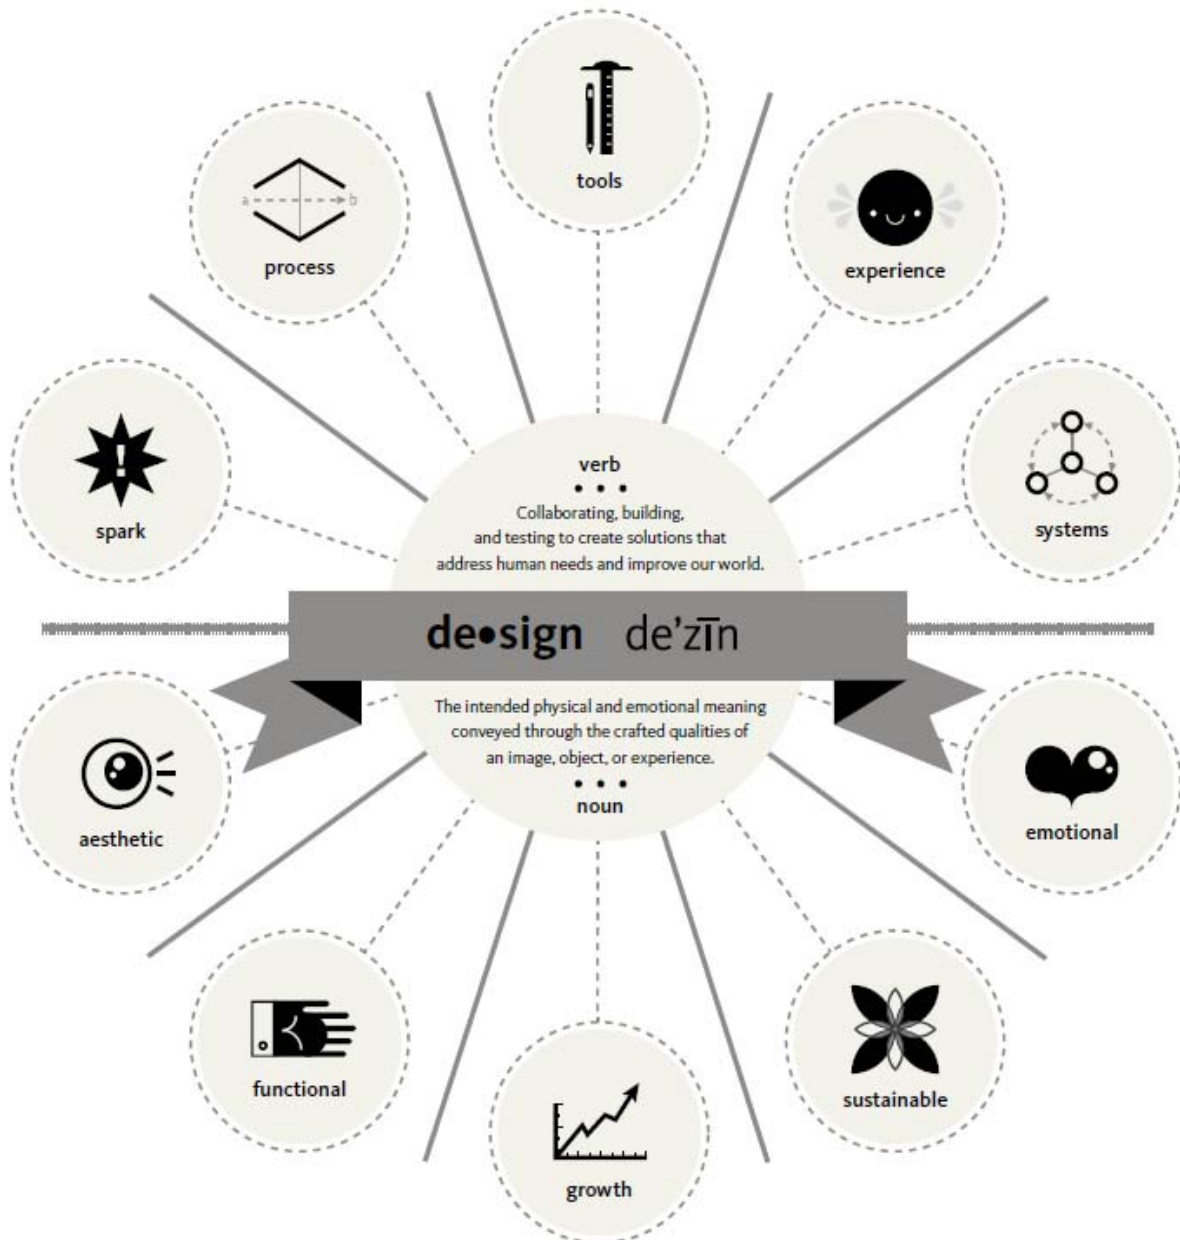 tools
a
b
process
experience
!
spark
systems
verb
• • •
Collaborating, building,
and testing to create solutions that
address human needs and improve our world.
de•sign de’zīn
The intended physical and emotional meaning
conveyed through the crafted qualities of
an image, object, or experience.
• • •
noun
aesthetic
emotional
functional
sustainable
growth